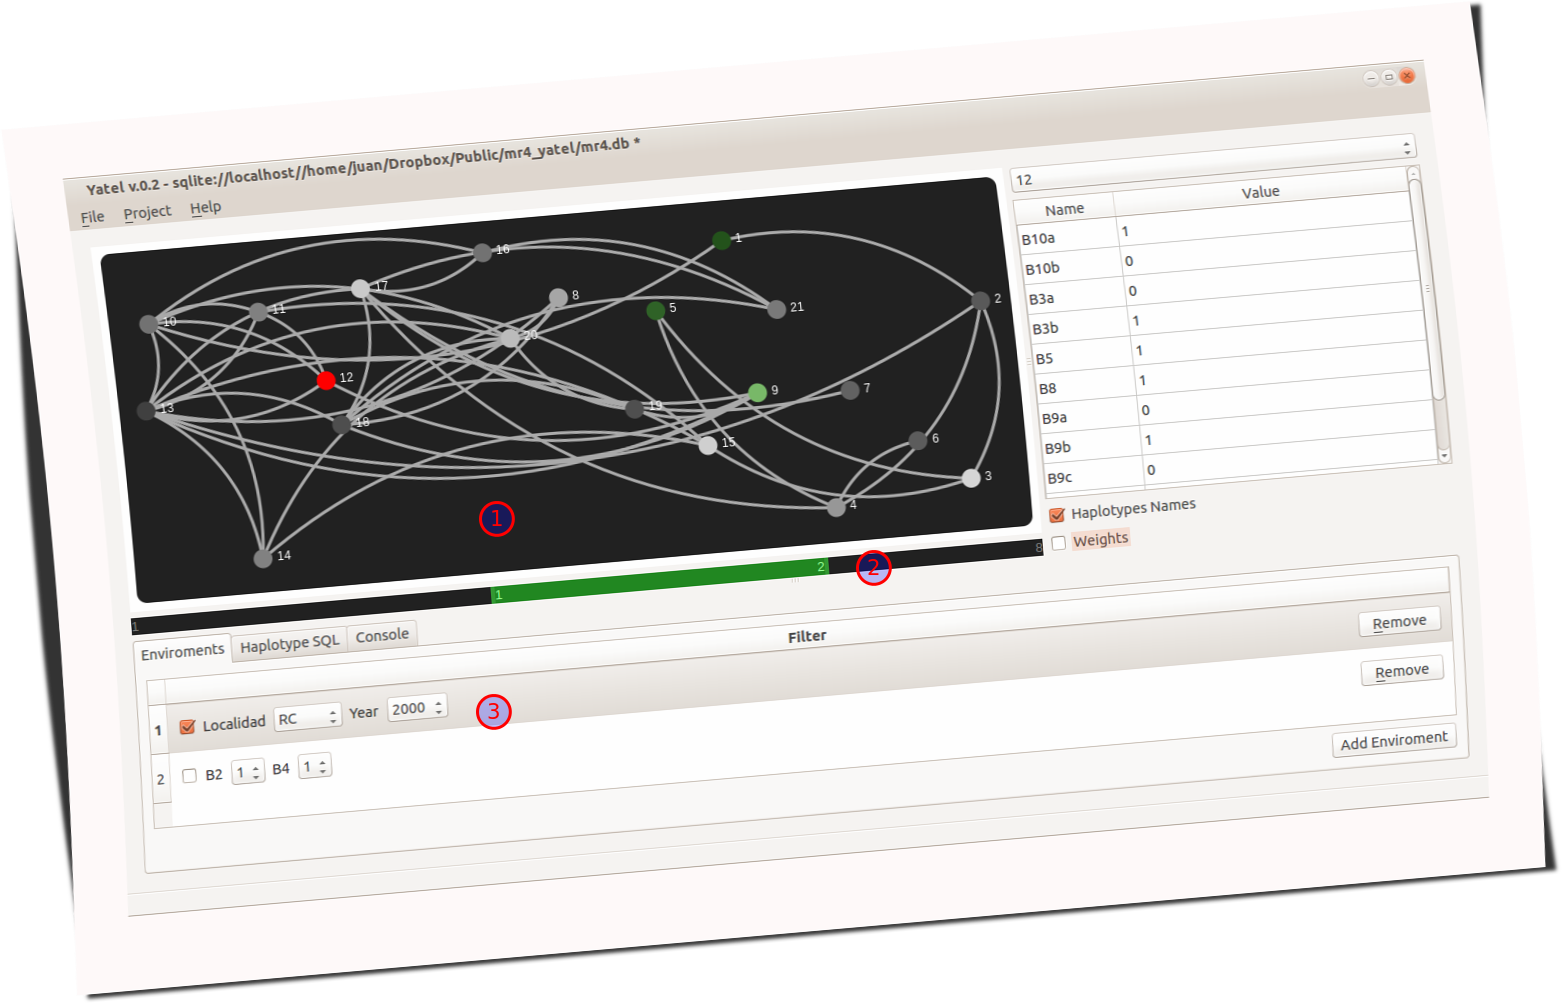 Yatel v.0.2 - sqlite://localhost//home/juan/Dropbox/Public/mr4_yatel/mr4.db *
File Project Help
12
Name Value
B10a 1
B10b 0
B3a 0
B3b 1
B5 1
B8 1
B9a 0
B9b 1
B9c 0
Haplotypes Names
Weights
16
1
17
8
5
21
2
10
11
20
12
9
7
13
18
19
15
6
3
4
14
1
1
1
2
2
8
Enviroments Haplotype SQL Console
Filter
1 Localidad RC Year 2000 3 Remove
2 B2 1 B4 1 Remove
Add Enviroment